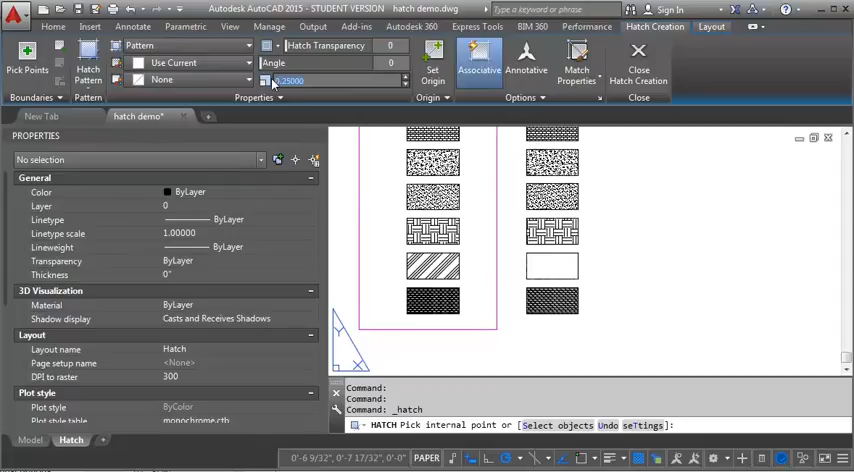 Autodesk AutoCAD 2015 - STUDENT VERSION hatch demo.dwg
Type a keyword or phrase
Sign In
Home Insert Annotate Parametric View Manage Output Add-ins Autodesk 360 Express Tools BIM 360 Performance Hatch Creation Layout
Pick Points
Hatch Pattern
Pattern
Use Current
None
Hatch Transparency 0
Angle 0
0.25000
Set Origin
Associative
Annotative
Match Properties
Close Hatch Creation
Boundaries Pattern Properties Origin Options Close
New Tab hatch demo*
PROPERTIES
No selection
General
Color ByLayer
Layer 0
Linetype ByLayer
Linetype scale 1.00000
Lineweight ByLayer
Transparency ByLayer
Thickness 0"
3D Visualization
Material ByLayer
Shadow display Casts and Receives Shadows
Layout
Layout name Hatch
Page setup name <None>
DPI to raster 300
Plot style
Plot style ByColor
Plot style table monochrome.ctb
Y
X
Command:
Command:
Command: _hatch
HATCH Pick internal point or [Select objects Undo seTtings]:
Model Hatch
0'-6 9/32", 0'-7 17/32", 0'-0" PAPER